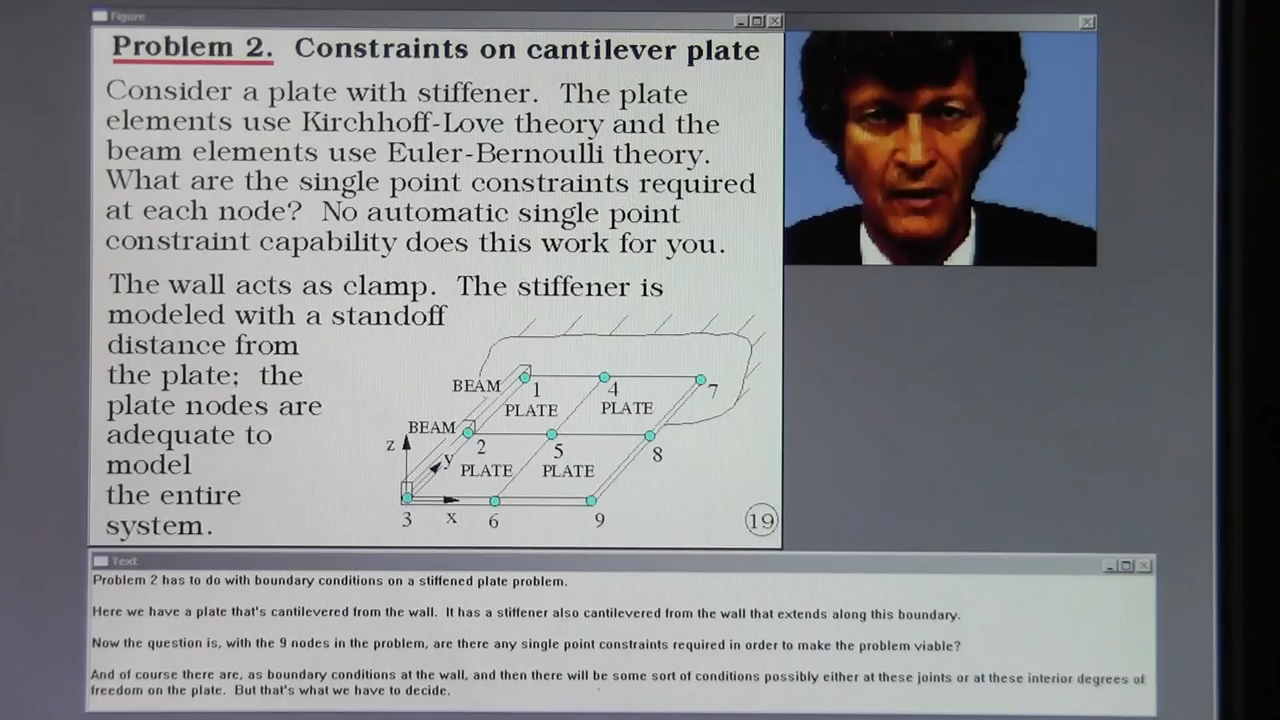 Figure
Problem 2. Constraints on cantilever plate
Consider a plate with stiffener. The plate
elements use Kirchhoff-Love theory and the
beam elements use Euler-Bernoulli theory.
What are the single point constraints required
at each node? No automatic single point
constraint capability does this work for you.
The wall acts as clamp. The stiffener is
modeled with a standoff
distance from
the plate; the
plate nodes are
adequate to
model
the entire
system.
BEAM 1 4 7
PLATE PLATE
BEAM 2 5 8
z y PLATE PLATE
3 x 6 9
19
Text
Problem 2 has to do with boundary conditions on a stiffened plate problem.
Here we have a plate that's cantilevered from the wall. It has a stiffener also cantilevered from the wall that extends along this boundary.
Now the question is, with the 9 nodes in the problem, are there any single point constraints required in order to make the problem viable?
And of course there are, as boundary conditions at the wall, and then there will be some sort of conditions possibly either at these joints or at these interior degrees of
freedom on the plate. But that's what we have to decide.